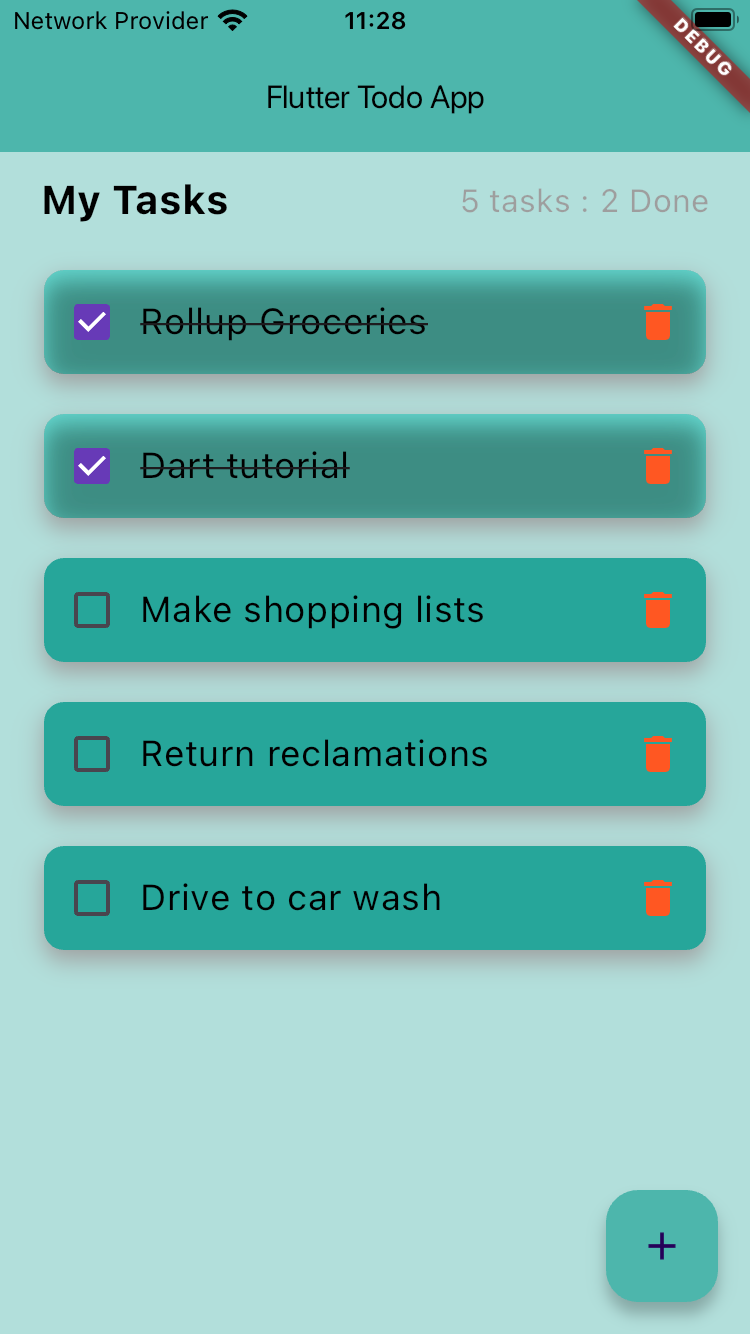 Network Provider 11:28
DEBUG
Flutter Todo App
My Tasks 5 tasks : 2 Done
Rollup Groceries
Dart tutorial
Make shopping lists
Return reclamations
Drive to car wash
+